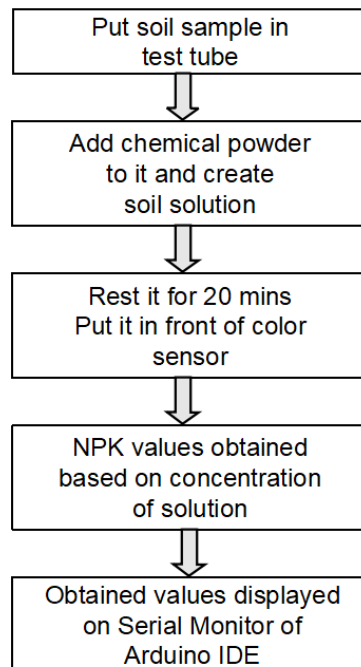 Put soil sample in
test tube
Add chemical powder
to it and create
soil solution
Rest it for 20 mins
Put it in front of color
sensor
NPK values obtained
based on concentration
of solution
Obtained values displayed
on Serial Monitor of
Arduino IDE